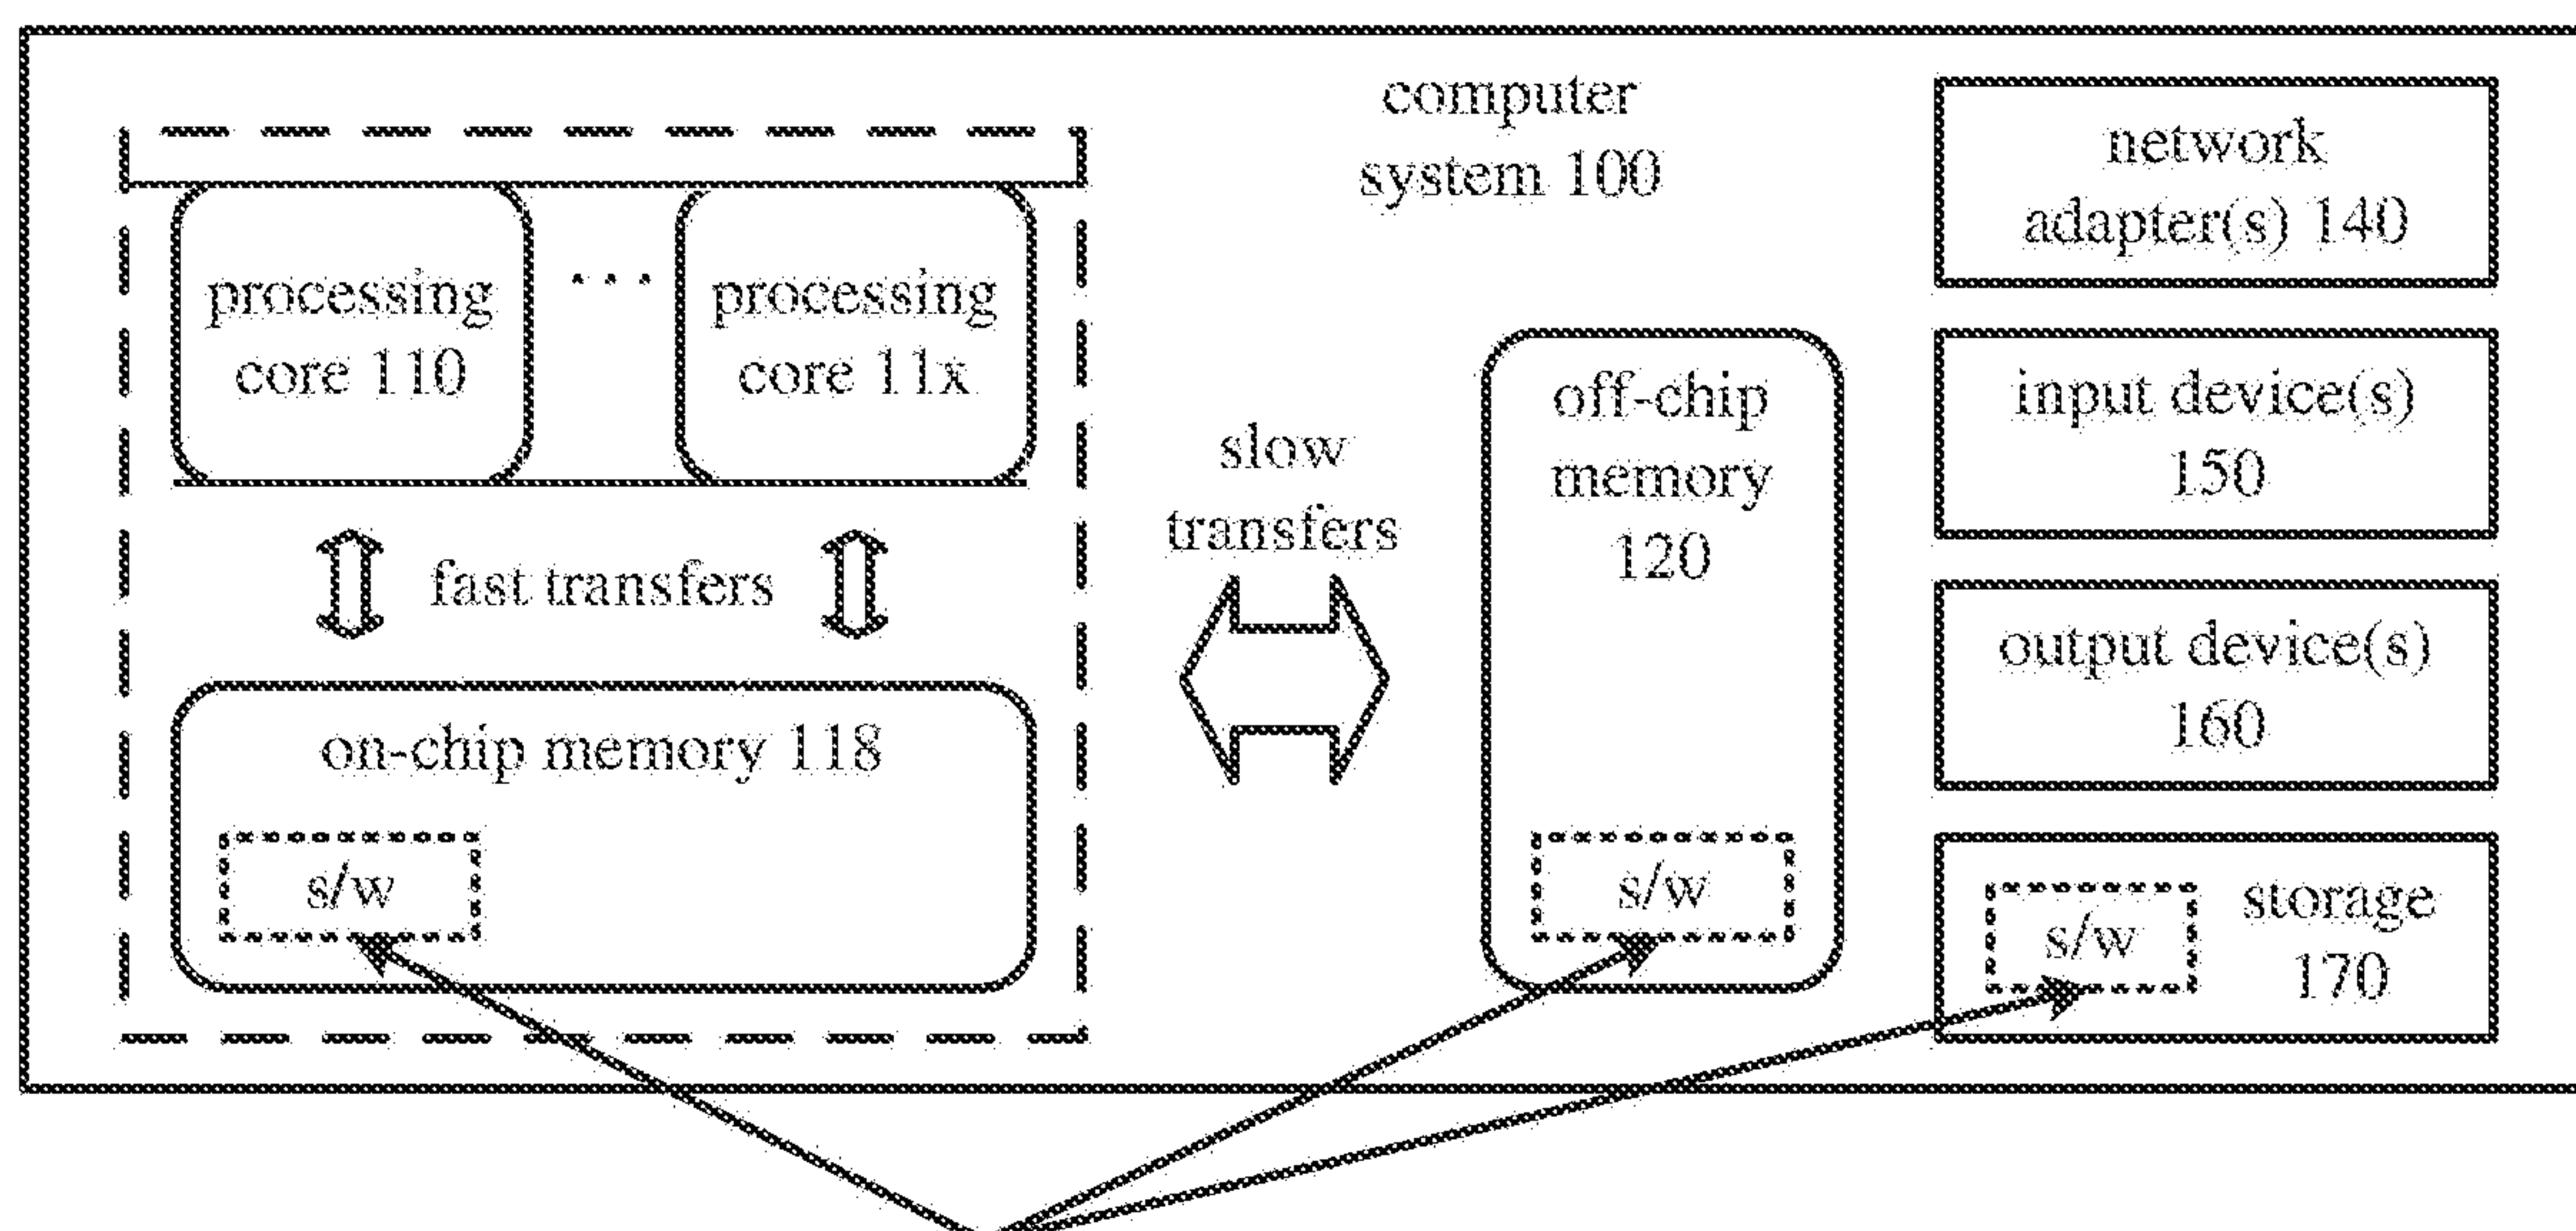 computer
system 100
processing
core 110
...
processing
core 11x
fast transfers
on-chip memory 118
s/w
slow
transfers
off-chip
memory
120
s/w
network
adapter(s) 140
input device(s)
150
output device(s)
160
storage
170
s/w